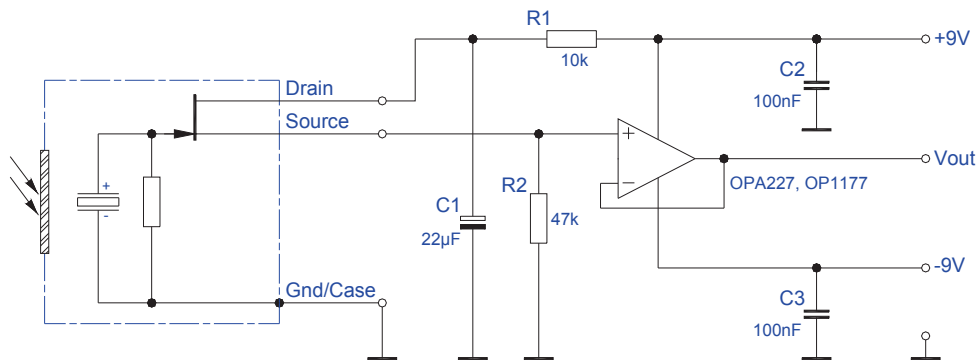 R1
10k
+9V
C2
100nF
Drain
Source
+
Vout
-
OPA227, OP1177
R2
47k
C1
22µF
+
-
Gnd/Case
-9V
C3
100nF